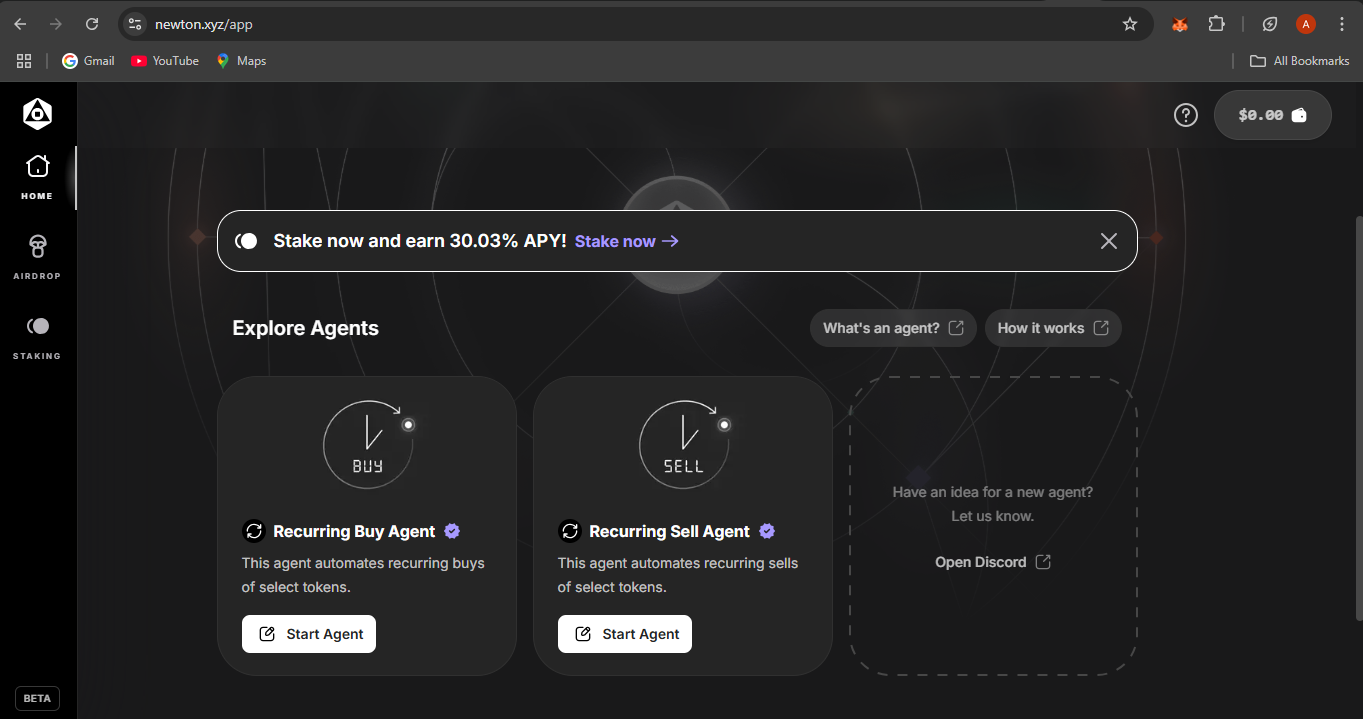 newton.xyz/app
A
Gmail
YouTube
Maps
All Bookmarks
$0.00
HOME
AIRDROP
STAKING
BETA
Stake now and earn 30.03% APY! Stake now →
Explore Agents
What's an agent?
How it works
BUY
Recurring Buy Agent
This agent automates recurring buys
of select tokens.
Start Agent
SELL
Recurring Sell Agent
This agent automates recurring sells
of select tokens.
Start Agent
Have an idea for a new agent?
Let us know.
Open Discord